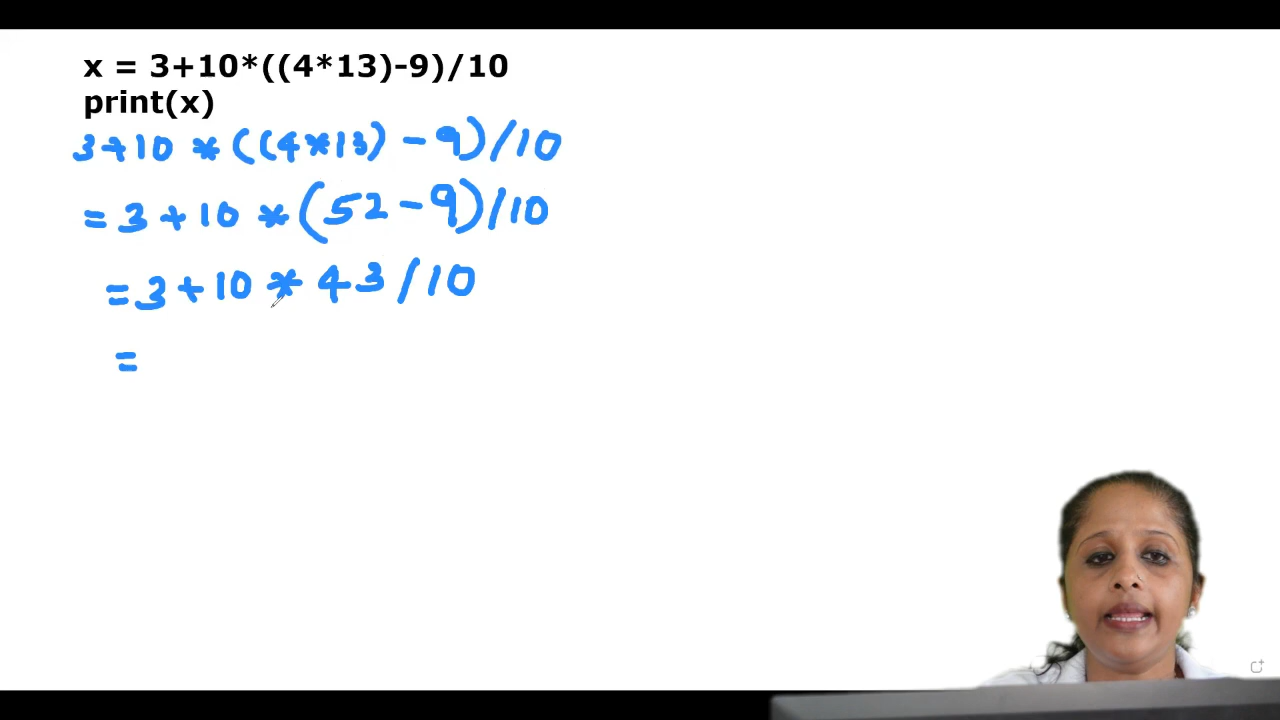 x = 3+10*((4*13)-9)/10
print(x)
3+10 * ((4*13) - 9)/10
= 3 + 10 * (52 - 9)/10
= 3 + 10 * 43/10
=